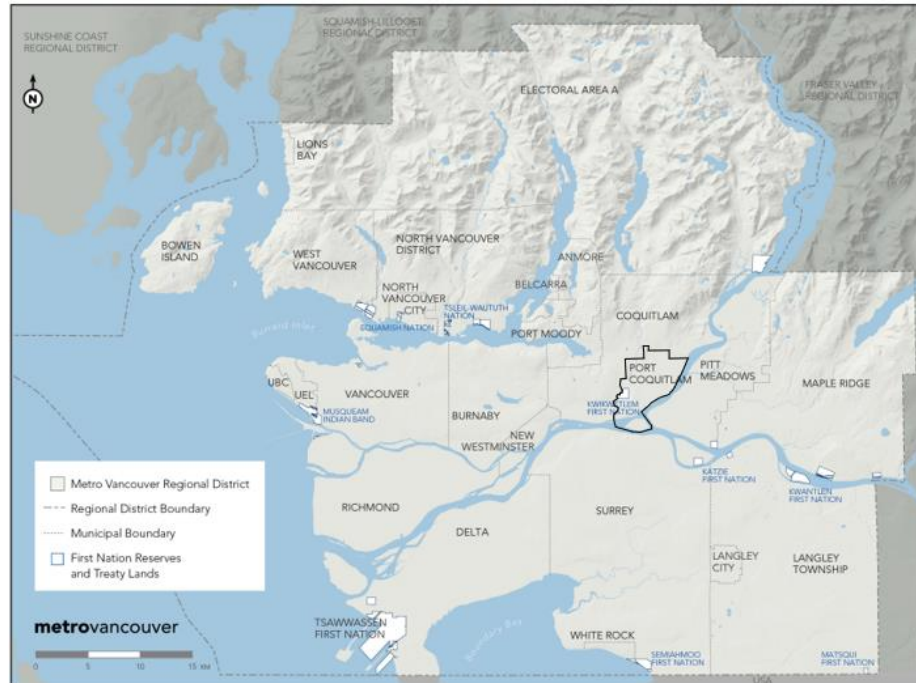 SUNSHINE COAST
REGIONAL DISTRICT
SQUAMISH-LILLOOET
REGIONAL DISTRICT
FRASER VALLEY
REGIONAL DISTRICT
N
ELECTORAL AREA A
LIONS
BAY
BOWEN
ISLAND
WEST
VANCOUVER
NORTH VANCOUVER
DISTRICT
NORTH
VANCOUVER
CITY
ANMORE
BELCARRA
TSLEIL-WAUTUTH
NATION
SQUAMISH NATION
Burrard Inlet
PORT MOODY
COQUITLAM
PORT
COQUITLAM
PITT
MEADOWS
MAPLE RIDGE
UBC
UEL
VANCOUVER
MUSQUEAM
INDIAN BAND
BURNABY
KWIKWETLEM
FIRST NATION
NEW
WESTMINSTER
KATZIE
FIRST NATION
KWANTLEN
FIRST NATION
RICHMOND
DELTA
SURREY
LANGLEY
CITY
LANGLEY
TOWNSHIP
TSAWWASSEN
FIRST NATION
Boundary Bay
WHITE ROCK
SEMIAHMOO
FIRST NATION
MATSQUI
FIRST NATION
USA
Metro Vancouver Regional District
Regional District Boundary
Municipal Boundary
First Nation Reserves
and Treaty Lands
metrovancouver
0 5 10 15 KM